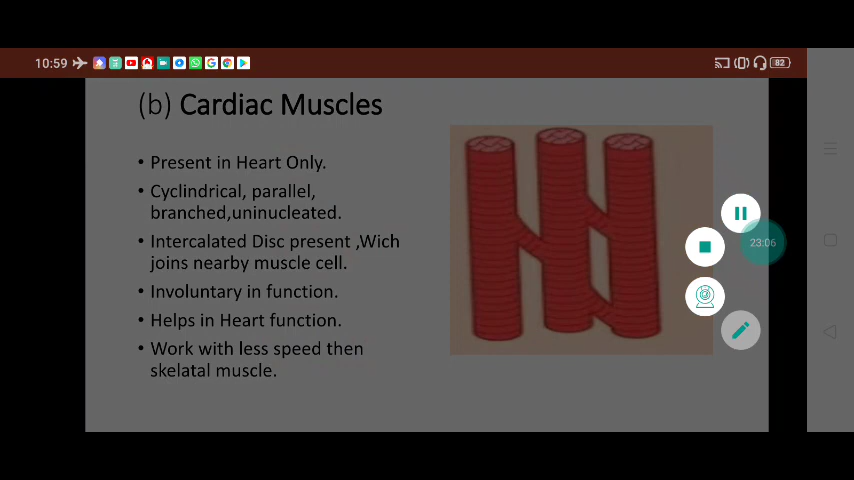 10:59
82
(b) Cardiac Muscles
• Present in Heart Only.
• Cyclindrical, parallel,
branched,uninucleated.
• Intercalated Disc present ,Wich
joins nearby muscle cell.
• Involuntary in function.
• Helps in Heart function.
• Work with less speed then
skelatal muscle.
23:06